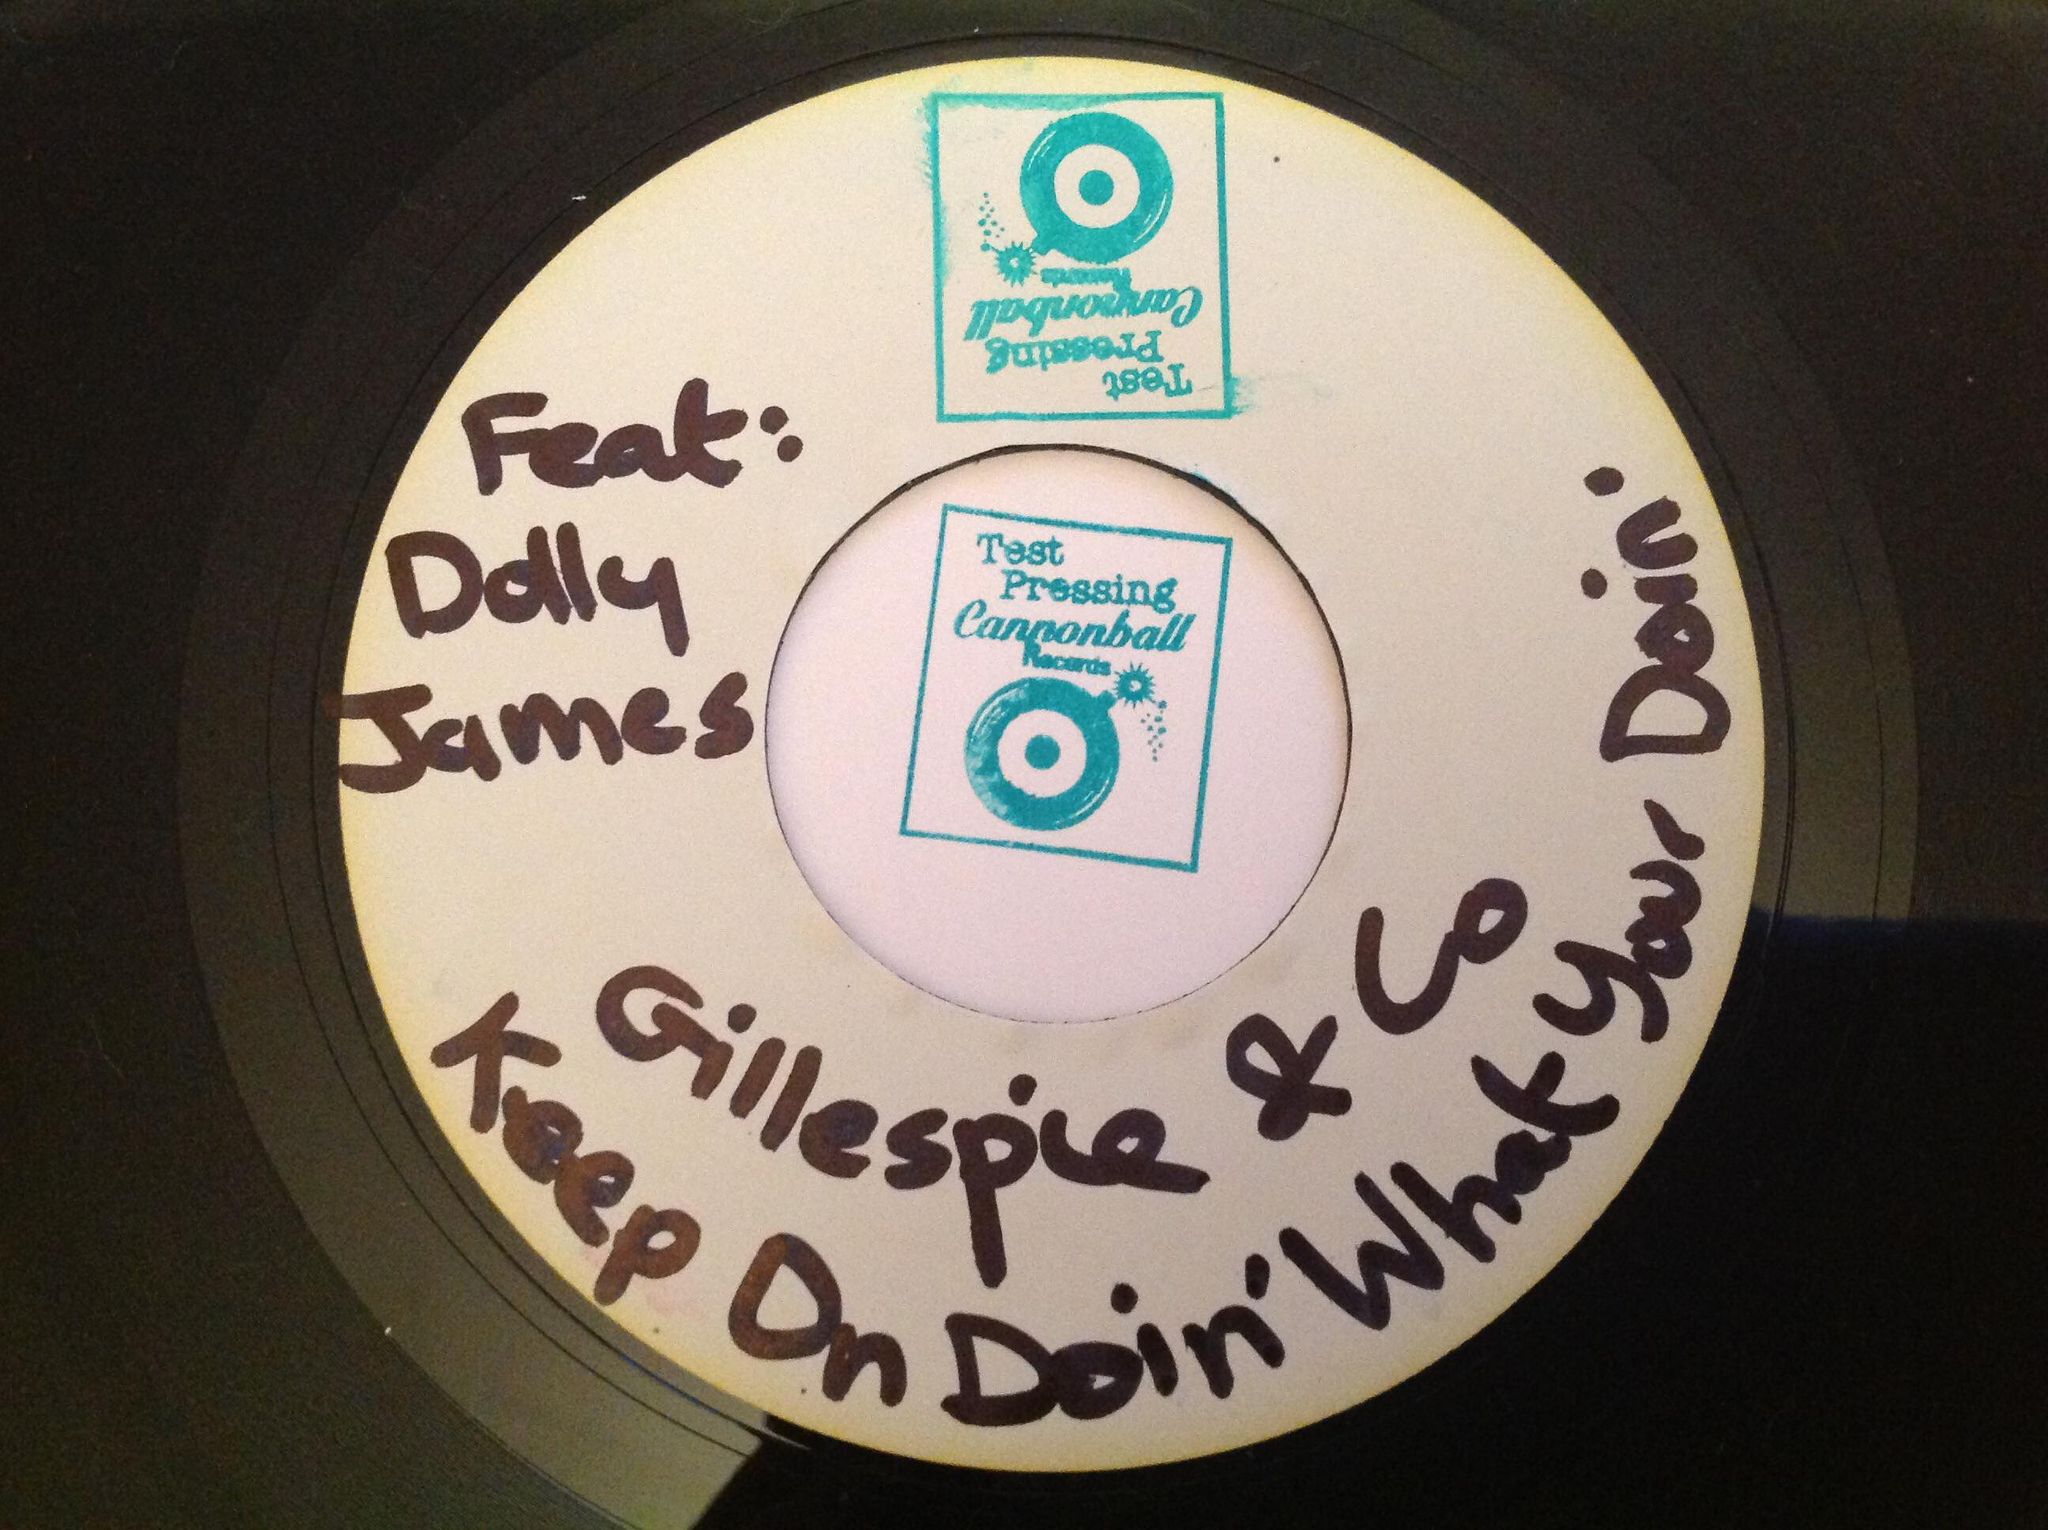 Test
Pressing
Cannonball
Records
Test
Pressing
Cannonball
Records
Feat:
Dolly
James
Gillespie & Co
Keep On Doin' What Your Doin'